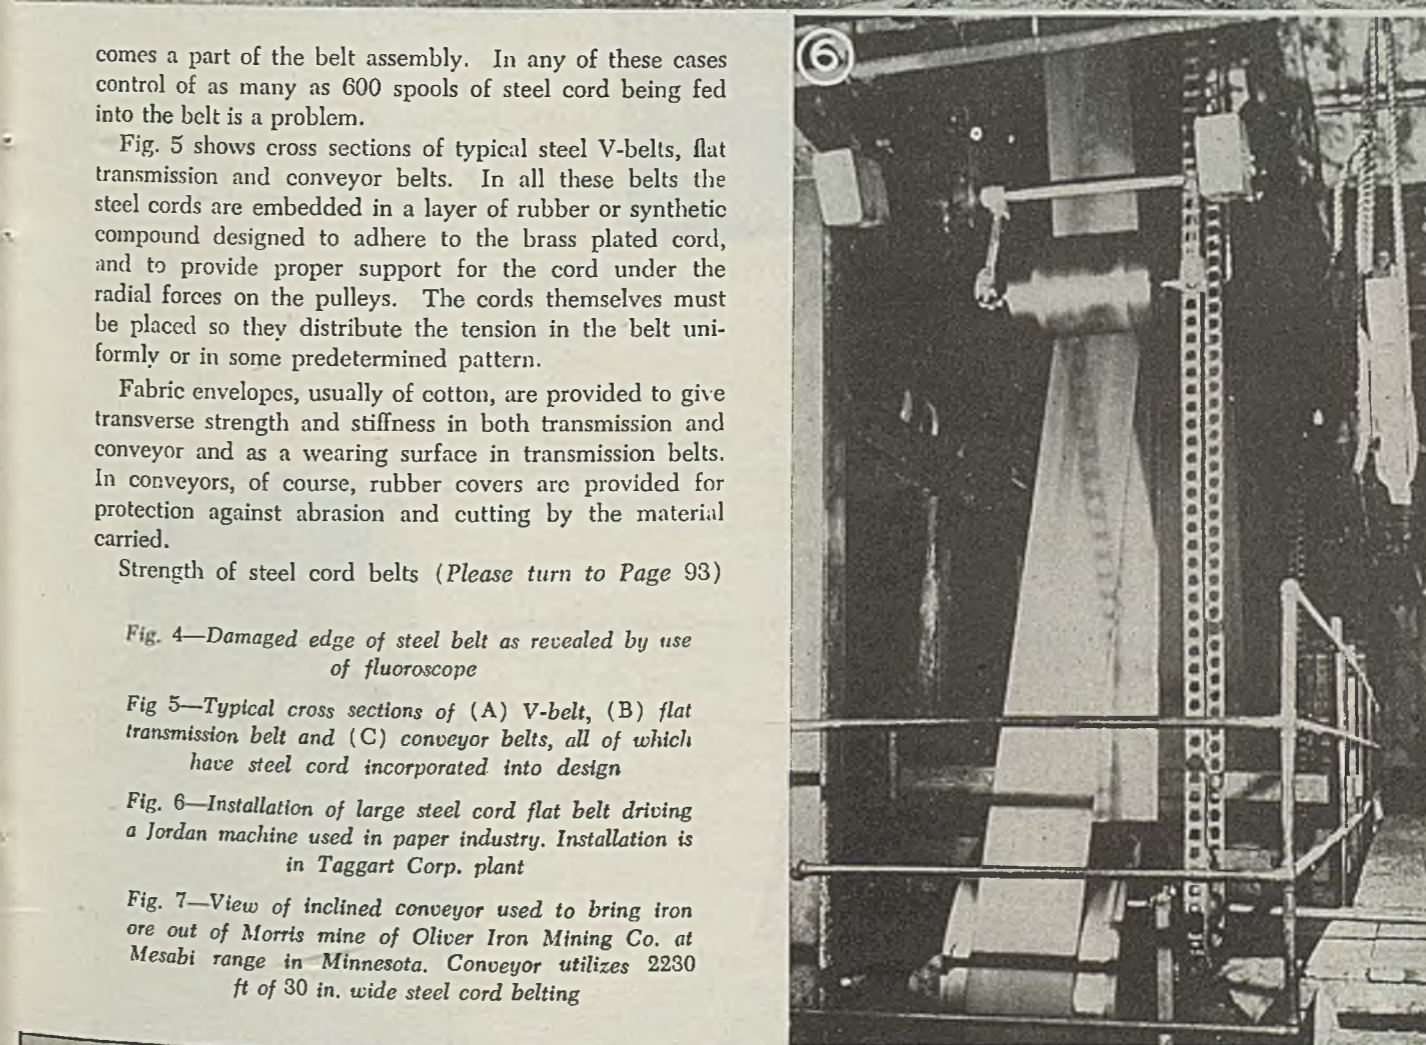 comes a part of the belt assembly. In any of these cases
control of as many as 600 spools of steel cord being fed
into the belt is a problem.
Fig. 5 shows cross sections of typical steel V-belts, flat
transmission and conveyor belts. In all these belts the
steel cords are embedded in a layer of rubber or synthetic
compound designed to adhere to the brass plated cord,
and to provide proper support for the cord under the
radial forces on the pulleys. The cords themselves must
be placed so they distribute the tension in the belt uni-
formly or in some predetermined pattern.
Fabric envelopes, usually of cotton, are provided to give
transverse strength and stiffness in both transmission and
conveyor and as a wearing surface in transmission belts.
In conveyors, of course, rubber covers are provided for
protection against abrasion and cutting by the material
carried.
Strength of steel cord belts (Please turn to Page 93)
Fig. 4—Damaged edge of steel belt as revealed by use
of fluoroscope
Fig 5—Typical cross sections of (A) V-belt, (B) flat
transmission belt and (C) conveyor belts, all of which
have steel cord incorporated into design
Fig. 6—Installation of large steel cord flat belt driving
a Jordan machine used in paper industry. Installation is
in Taggart Corp. plant
Fig. 7—View of inclined conveyor used to bring iron
ore out of Morris mine of Oliver Iron Mining Co. at
Mesabi range in Minnesota. Conveyor utilizes 2230
ft of 30 in. wide steel cord belting
6